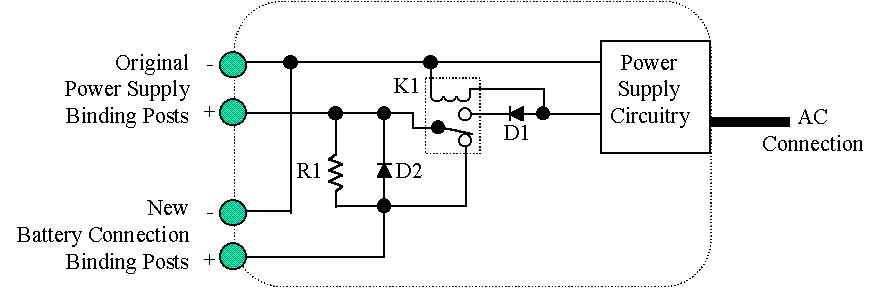 Original -
Power Supply
Binding Posts +
K1
Power
Supply
Circuitry
D1
AC
Connection
R1
D2
New -
Battery Connection
Binding Posts +